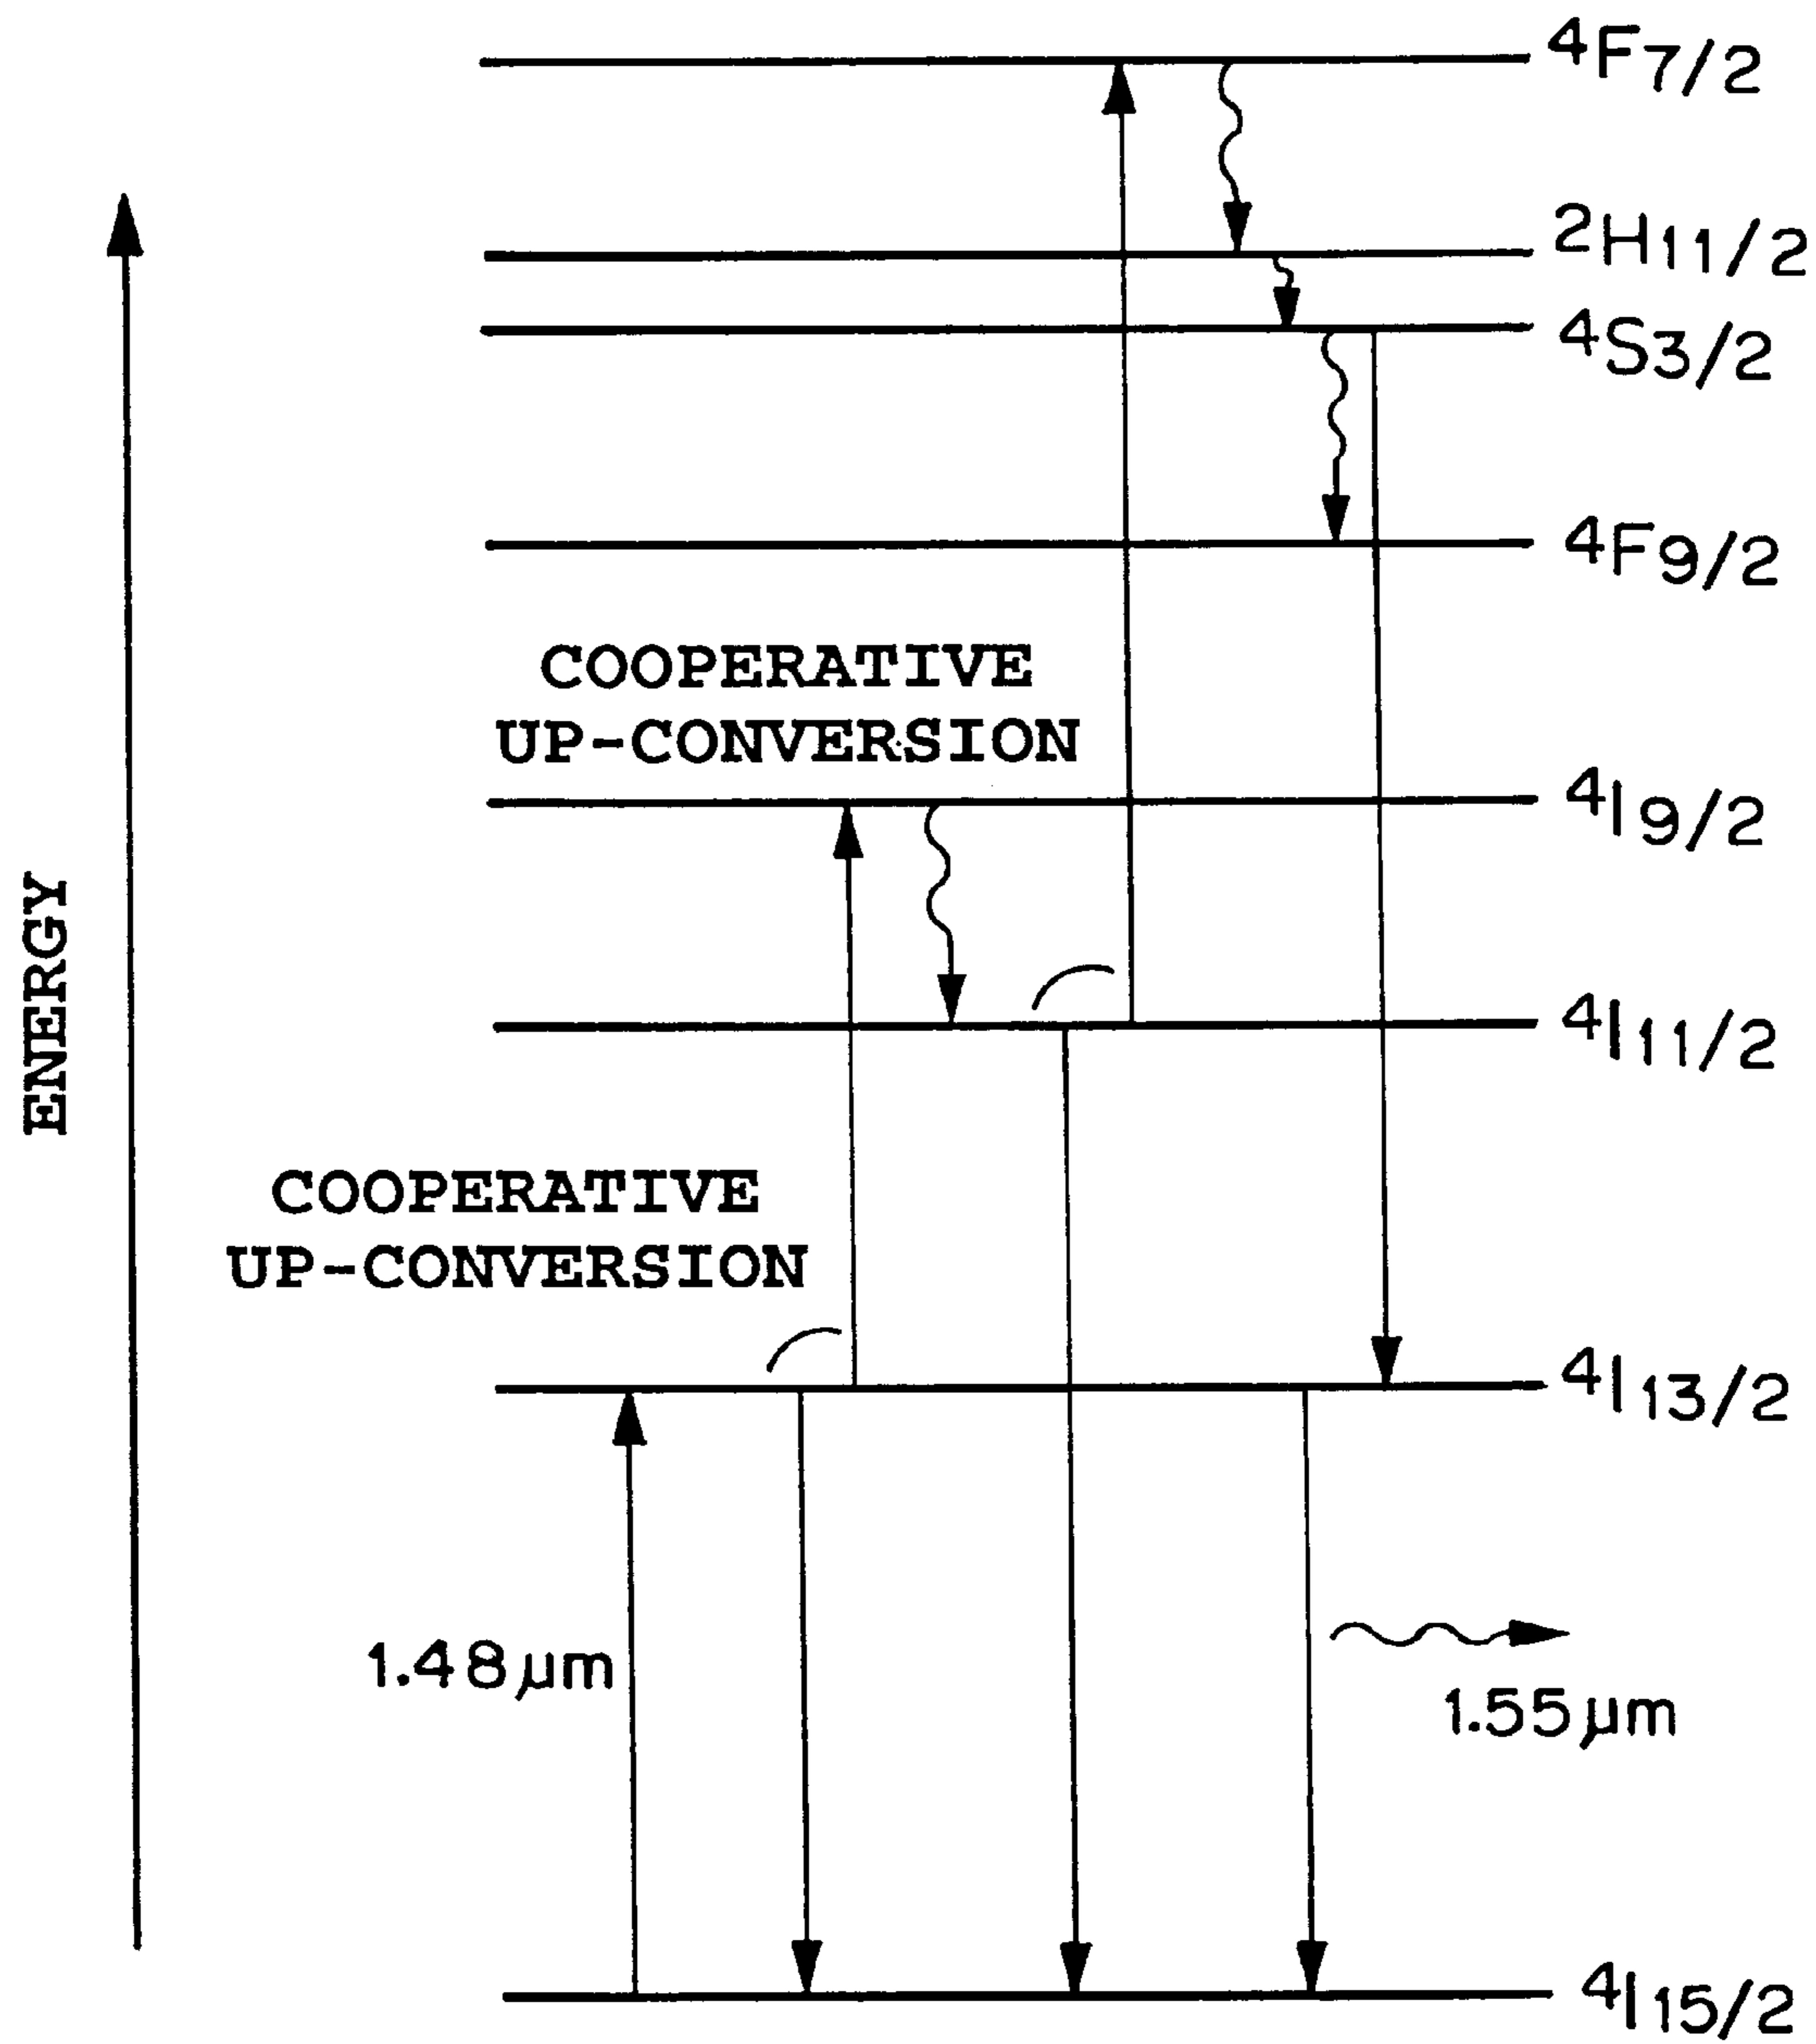 4F7/2
2H11/2
4S3/2
4F9/2
COOPERATIVE
UP-CONVERSION
4I9/2
ENERGY
4I11/2
COOPERATIVE
UP-CONVERSION
4I13/2
1.48μm
1.55μm
4I15/2